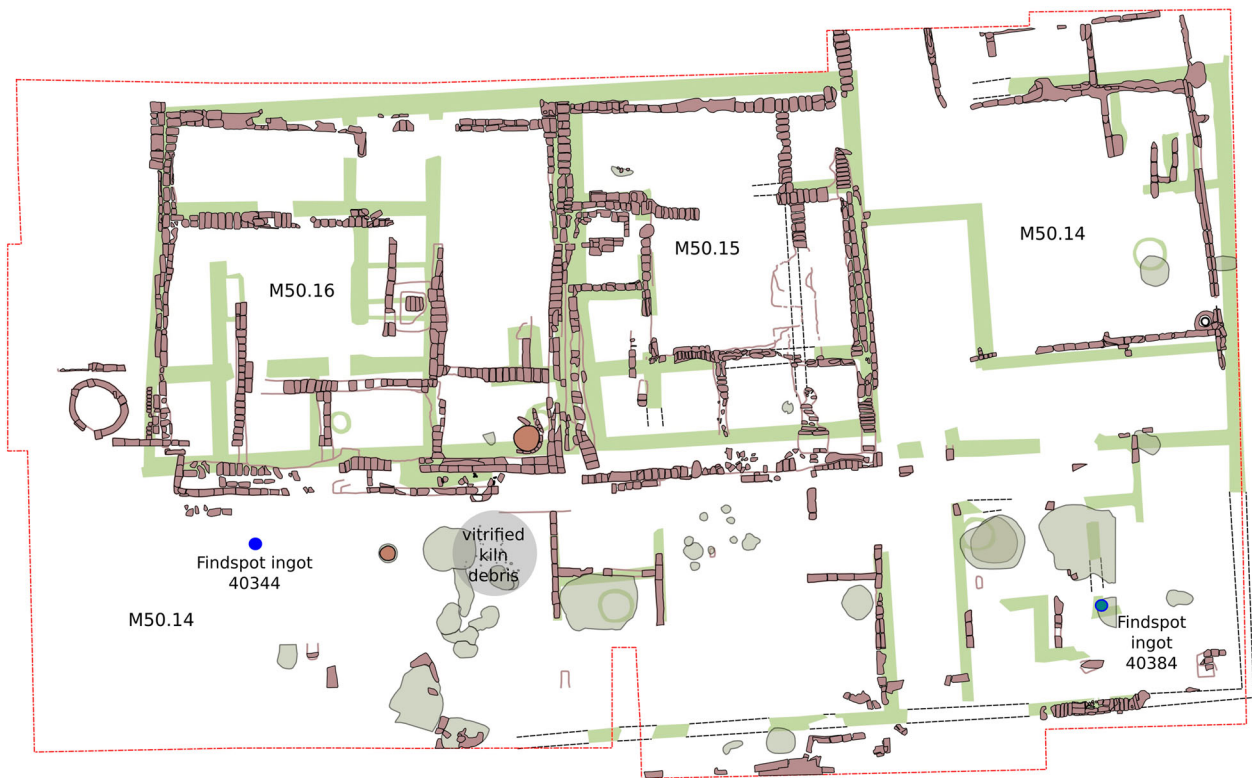 M50.14
M50.15
M50.16
vitrified
kiln
debris
Findspot ingot
40344
M50.14
Findspot
ingot
40384